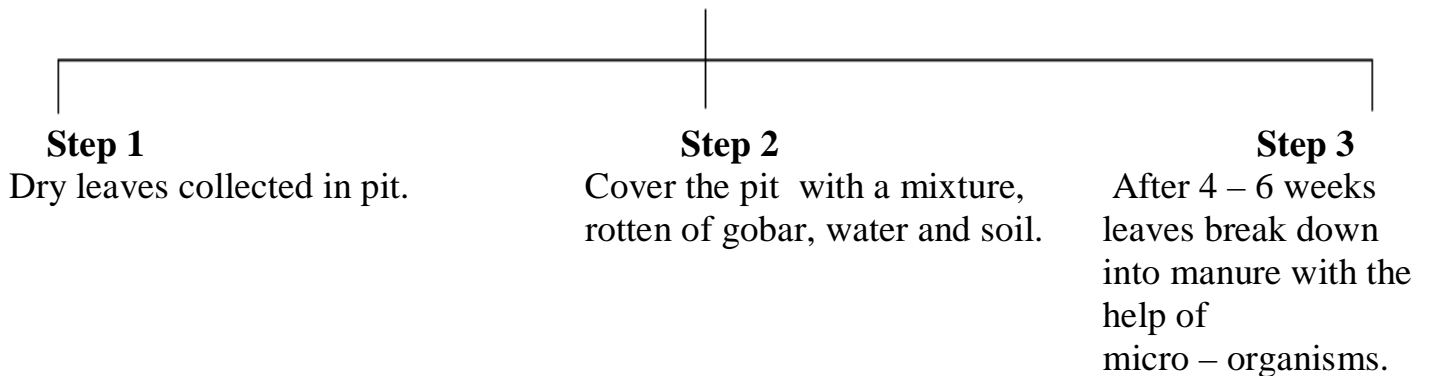 Step 1
Dry leaves collected in pit.
Step 2
Cover the pit with a mixture,
rotten of gobar, water and soil.
Step 3
After 4 – 6 weeks
leaves break down
into manure with the
help of
micro – organisms.